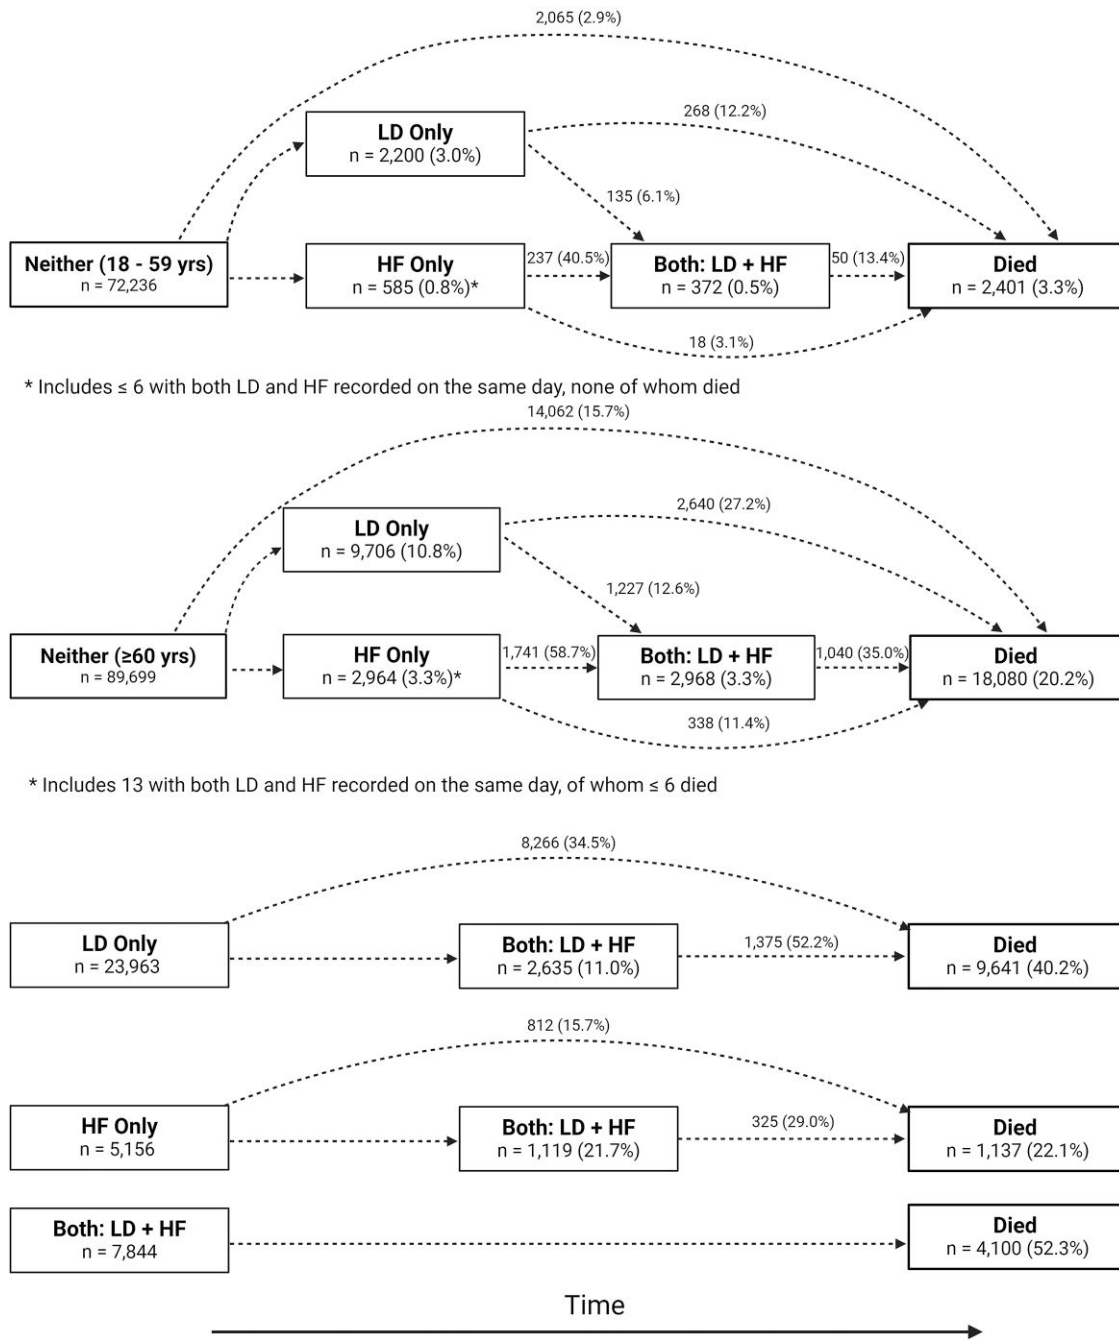 2,065 (2.9%)
268 (12.2%)
LD Only
n = 2,200 (3.0%)
135 (6.1%)
Neither (18 - 59 yrs)
n = 72,236
HF Only
n = 585 (0.8%)*
237 (40.5%)
Both: LD + HF
n = 372 (0.5%)
50 (13.4%)
Died
n = 2,401 (3.3%)
18 (3.1%)
* Includes ≤ 6 with both LD and HF recorded on the same day, none of whom died
14,062 (15.7%)
2,640 (27.2%)
LD Only
n = 9,706 (10.8%)
1,227 (12.6%)
Neither (≥60 yrs)
n = 89,699
HF Only
n = 2,964 (3.3%)*
1,741 (58.7%)
Both: LD + HF
n = 2,968 (3.3%)
1,040 (35.0%)
Died
n = 18,080 (20.2%)
338 (11.4%)
* Includes 13 with both LD and HF recorded on the same day, of whom ≤ 6 died
8,266 (34.5%)
LD Only
n = 23,963
Both: LD + HF
n = 2,635 (11.0%)
1,375 (52.2%)
Died
n = 9,641 (40.2%)
812 (15.7%)
HF Only
n = 5,156
Both: LD + HF
n = 1,119 (21.7%)
325 (29.0%)
Died
n = 1,137 (22.1%)
Both: LD + HF
n = 7,844
Died
n = 4,100 (52.3%)
Time